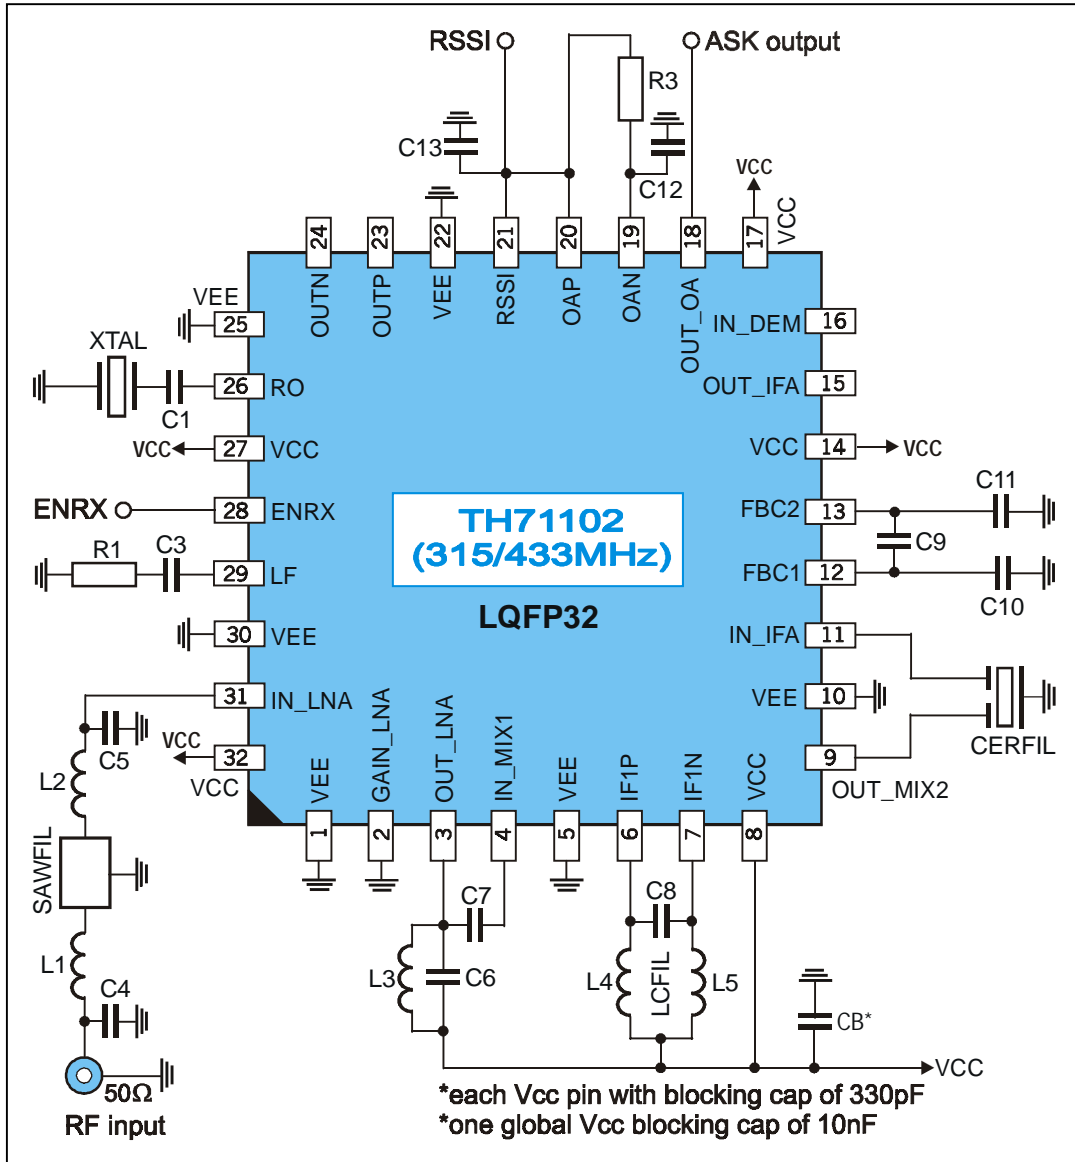 RSSI
ASK output
R3
C13
C12
VCC
VCC
24
23
22
21
20
19
18
17
OUTN
OUTP
VEE
RSSI
OAP
OAN
OUT_OA
VEE
25
IN_DEM
16
XTAL
26
RO
C1
OUT_IFA
15
VCC
27
VCC
VCC
14
VCC
ENRX
28
ENRX
FBC2
13
C11
C9
TH71102
(315/433MHz)
R1
C3
29
LF
FBC1
12
C10
LQFP32
30
VEE
IN_IFA
11
31
IN_LNA
VEE
10
CERFIL
C5
VCC
32
VCC
9
OUT_MIX2
L2
VEE
GAIN_LNA
OUT_LNA
IN_MIX1
VEE
IF1P
IF1N
VCC
1
2
3
4
5
6
7
8
SAWFIL
C7
C8
L1
L3
C6
L4
LCFIL
L5
C4
CB*
VCC
50Ω
RF input
*each Vcc pin with blocking cap of 330pF
*one global Vcc blocking cap of 10nF